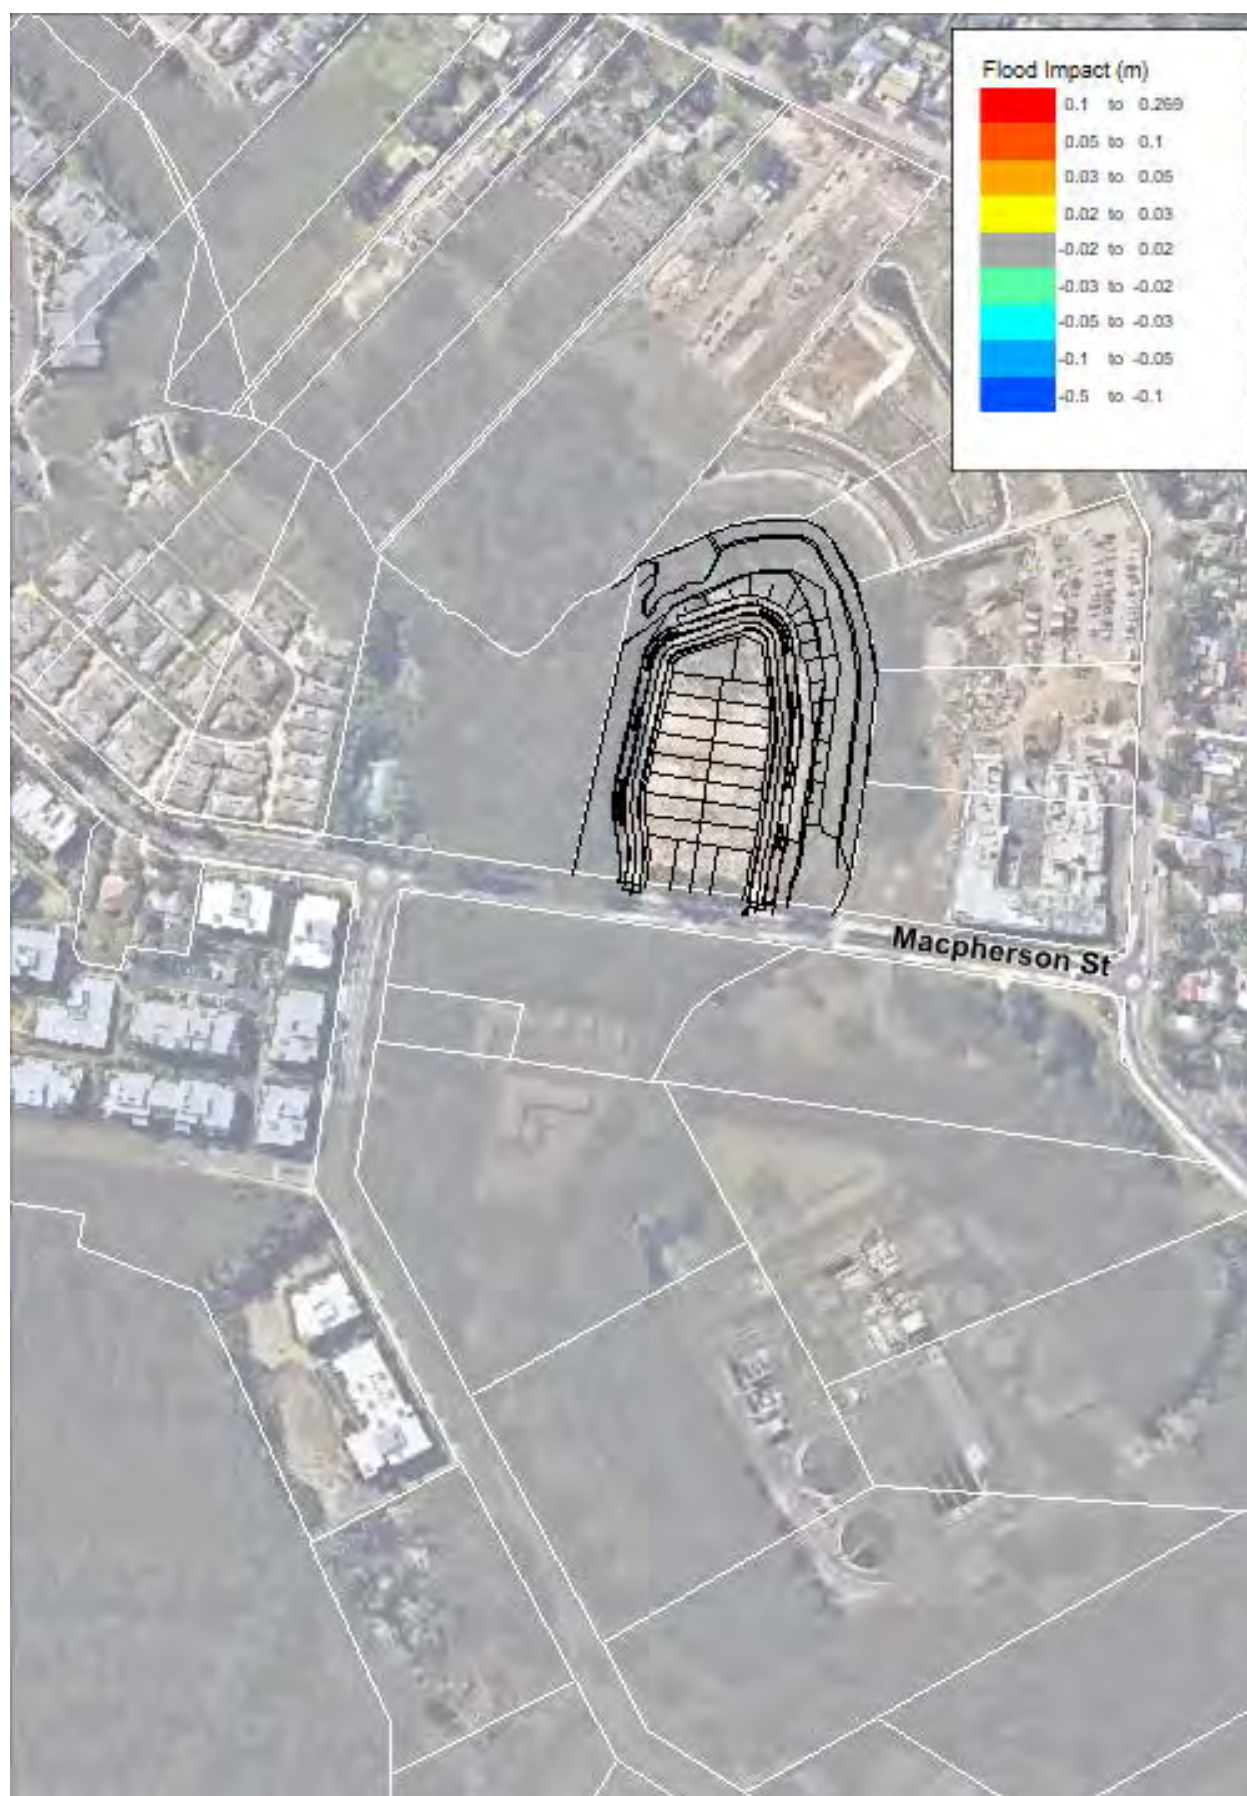 Flood Impact (m)
0.1 to 0.269
0.05 to 0.1
0.03 to 0.05
0.02 to 0.03
-0.02 to 0.02
-0.03 to -0.02
-0.05 to -0.03
-0.1 to -0.05
-0.5 to -0.1
Macpherson St